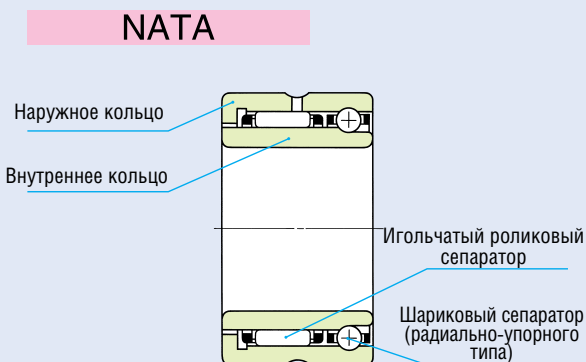 NATA
Наружное кольцо
Внутреннее кольцо
Игольчатый роликовый
сепаратор
Шариковый сепаратор
(радиально-упорного
типа)